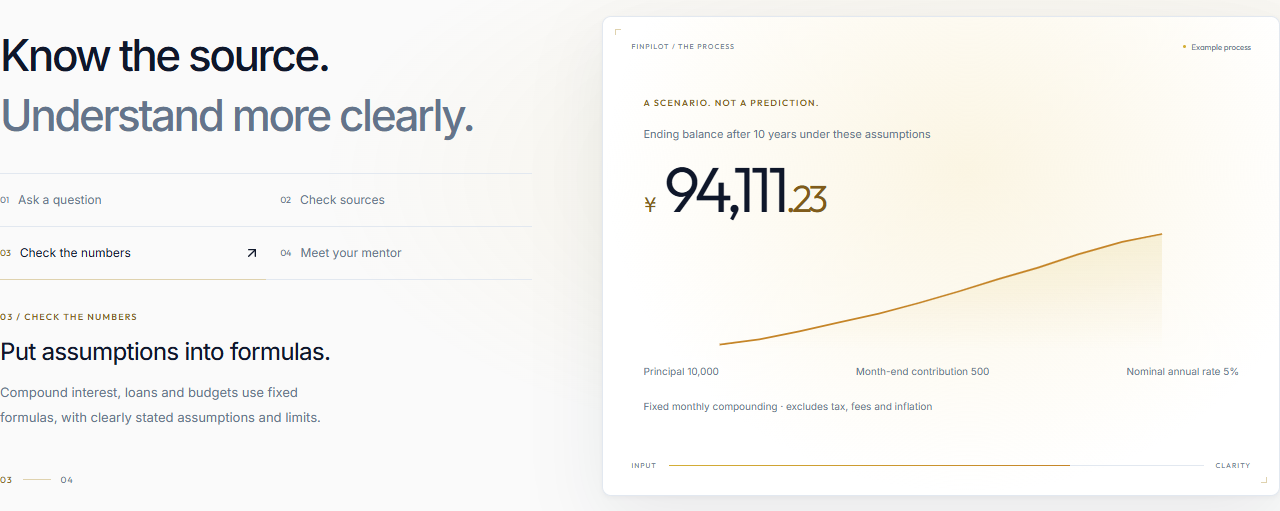 Know the source.
Understand more clearly.
01 Ask a question
02 Check sources
03 Check the numbers
04 Meet your mentor
03 / CHECK THE NUMBERS
Put assumptions into formulas.
Compound interest, loans and budgets use fixed
formulas, with clearly stated assumptions and limits.
03 04
FINPILOT / THE PROCESS
Example process
A SCENARIO. NOT A PREDICTION.
Ending balance after 10 years under these assumptions
¥ 94,111.23
Principal 10,000
Month-end contribution 500
Nominal annual rate 5%
Fixed monthly compounding · excludes tax, fees and inflation
INPUT
CLARITY